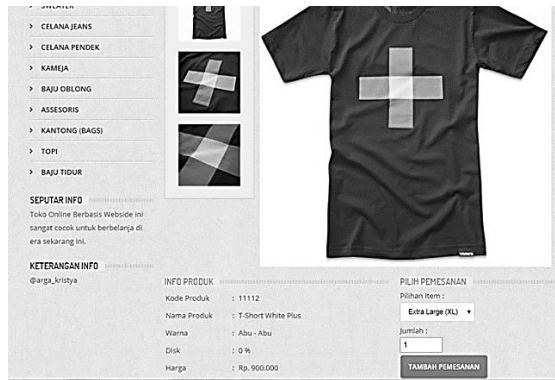 SWEATER
CELANA JEANS
CELANA PENDEK
KAMEJA
BAJU OBLONG
ASSESORIS
KANTONG (BAGS)
TOPI
BAJU TIDUR
SEPUTAR INFO
Toko Online Berbasis Webside ini
sangat cocok untuk berbelanja di
era sekarang ini.
KETERANGAN INFO
@arga_kristya
INFO PRODUK
Kode Produk : 11112
Nama Produk : T-Short White Plus
Warna : Abu - Abu
Disk : 0 %
Harga : Rp. 900.000
PILIH PEMESANAN
Pilihan Item :
Extra Large (XL)
Jumlah :
1
TAMBAH PEMESANAN